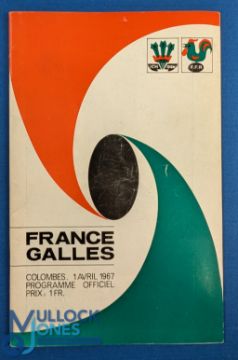 F.F.R
FRANCE
GALLES
COLOMBES. 1 AVRIL 1967
PROGRAMME OFFICIEL
PRIX: 1 FR.
MULLOCK
JONES